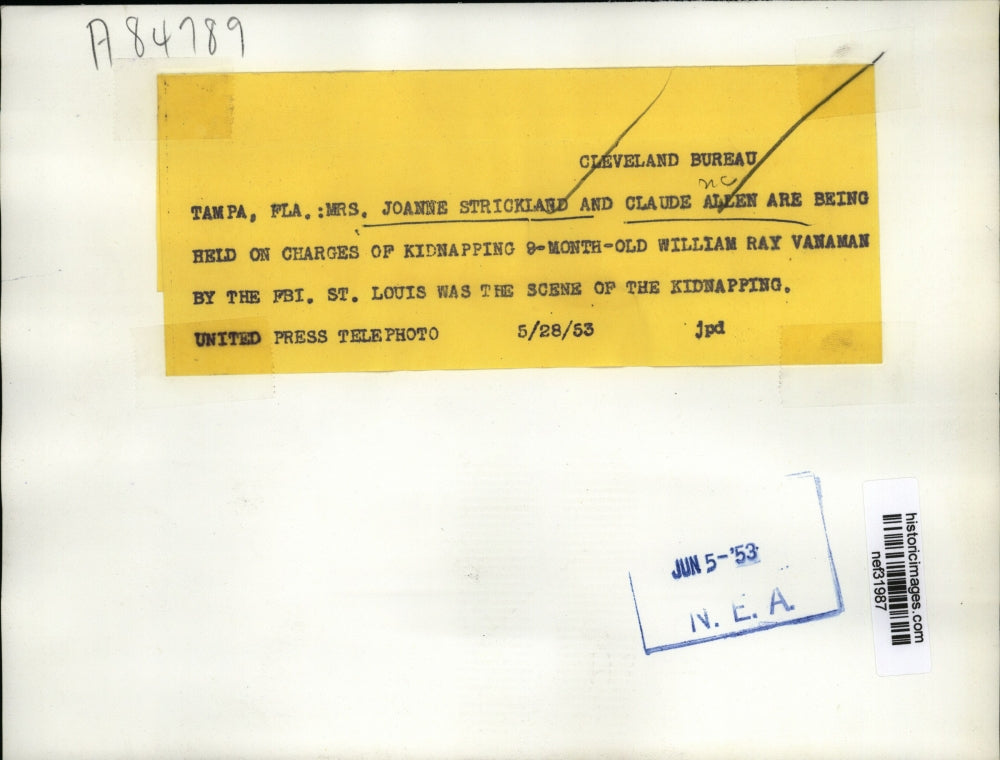 A84789
CLEVELAND BUREAU
nc
TAMPA, FLA.:MRS. JOANNE STRICKLAND AND CLAUDE ALLEN ARE BEING
HELD ON CHARGES OF KIDNAPPING 9-MONTH-OLD WILLIAM RAY VANAMAN
BY THE FBI. ST. LOUIS WAS THE SCENE OF THE KIDNAPPING.
UNITED PRESS TELEPHOTO 5/28/53 jpd
JUN 5-'53
N. E. A.
historicimages.com
nef31987